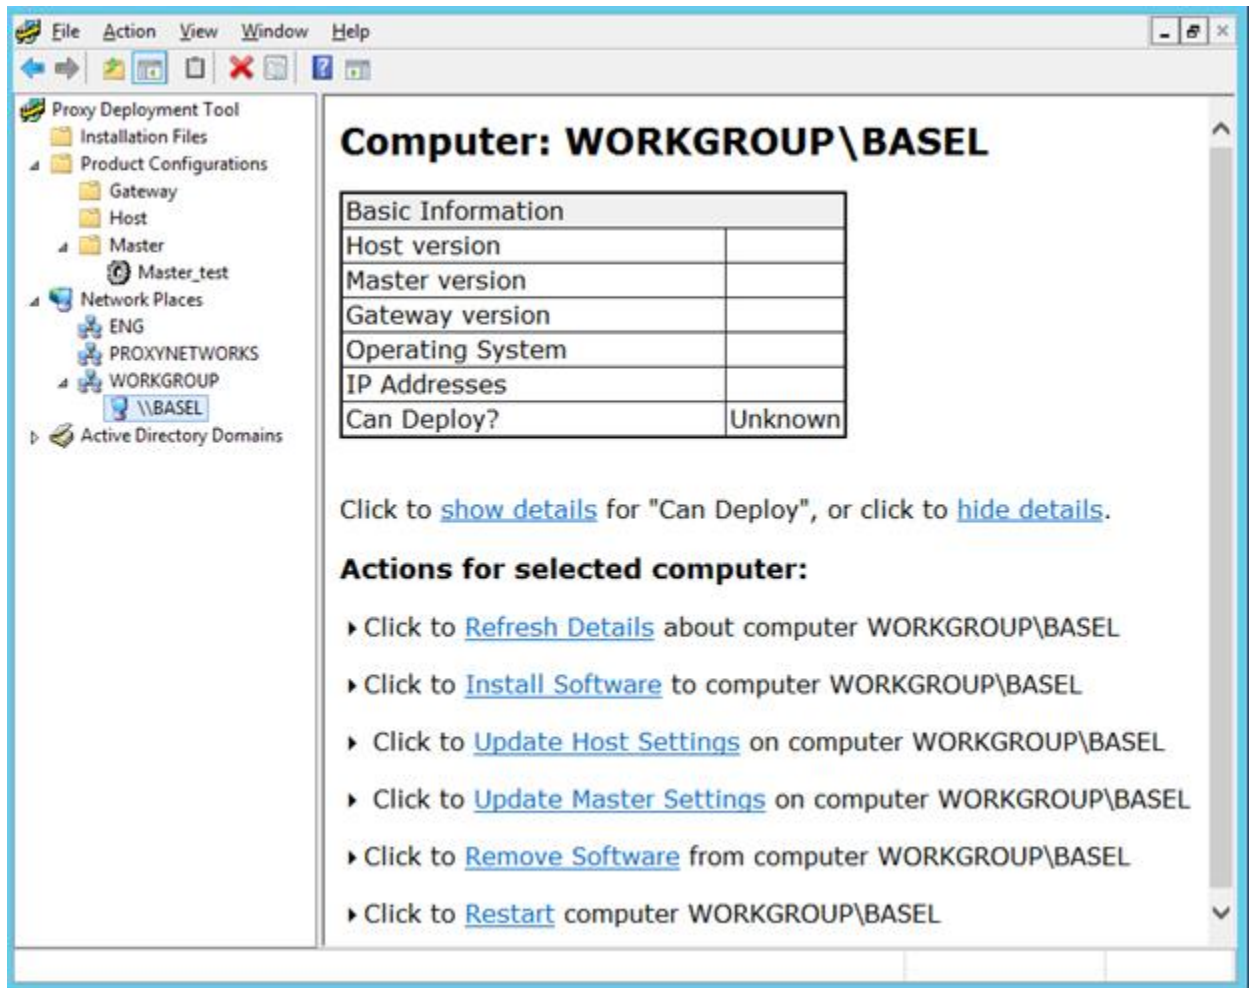 File Action View Window Help
Proxy Deployment Tool
Installation Files
Product Configurations
Gateway
Host
Master
Master_test
Network Places
ENG
PROXYNETWORKS
WORKGROUP
\\BASEL
Active Directory Domains
Computer: WORKGROUP\BASEL
Basic Information
Host version
Master version
Gateway version
Operating System
IP Addresses
Can Deploy? Unknown
Click to show details for "Can Deploy", or click to hide details.
Actions for selected computer:
Click to Refresh Details about computer WORKGROUP\BASEL
Click to Install Software to computer WORKGROUP\BASEL
Click to Update Host Settings on computer WORKGROUP\BASEL
Click to Update Master Settings on computer WORKGROUP\BASEL
Click to Remove Software from computer WORKGROUP\BASEL
Click to Restart computer WORKGROUP\BASEL